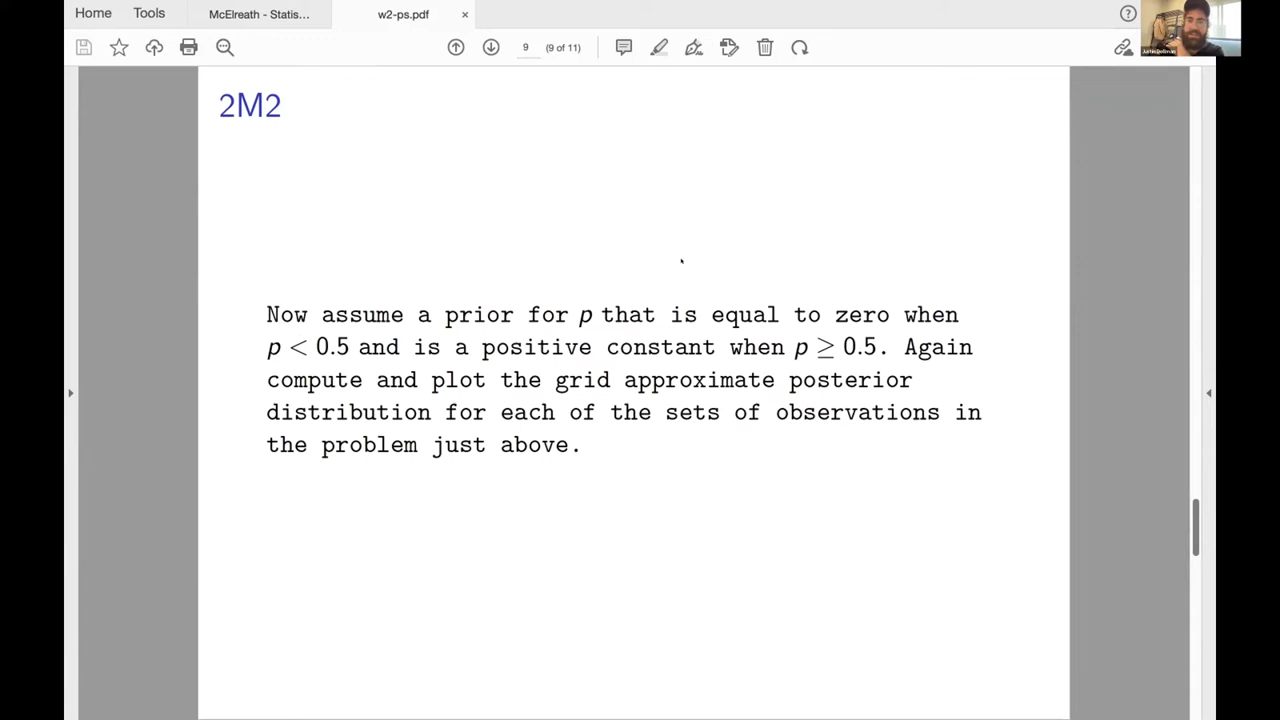 Home Tools McElreath - Statis... w2-ps.pdf ×
9 (9 of 11)
2M2
Now assume a prior for p that is equal to zero when
p < 0.5 and is a positive constant when p ≥ 0.5. Again
compute and plot the grid approximate posterior
distribution for each of the sets of observations in
the problem just above.